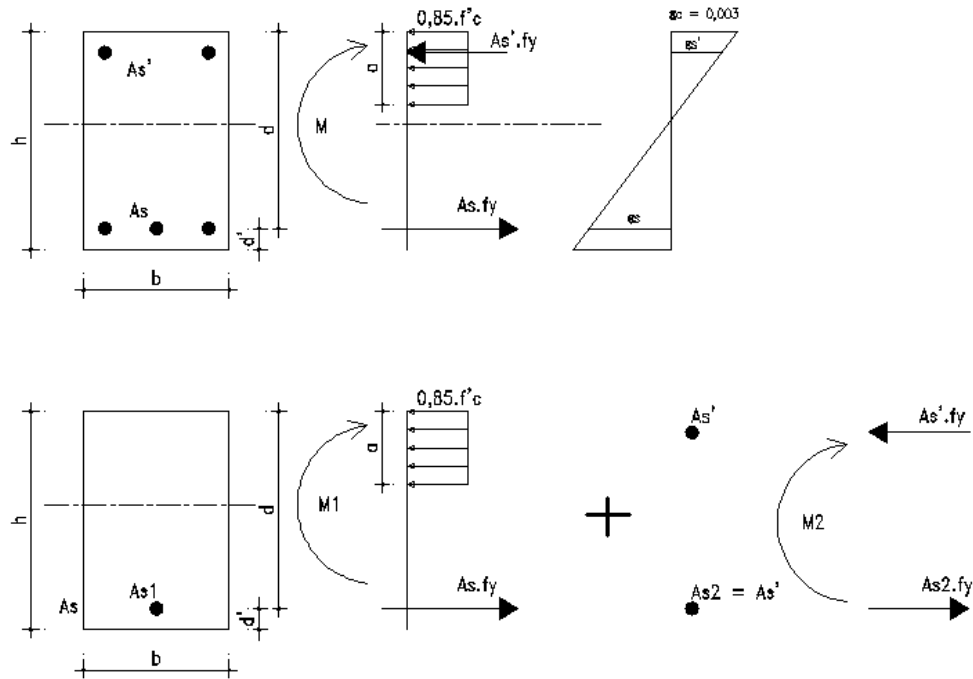 0,85.f'c
εc = 0,003
As'.fy
εs'
As'
a
h
d
M
As
As.fy
εs
d'
b
0,85.f'c
As'
As'.fy
a
h
d
M1
M2
As1
As
As.fy
As2 = As'
As2.fy
d'
b